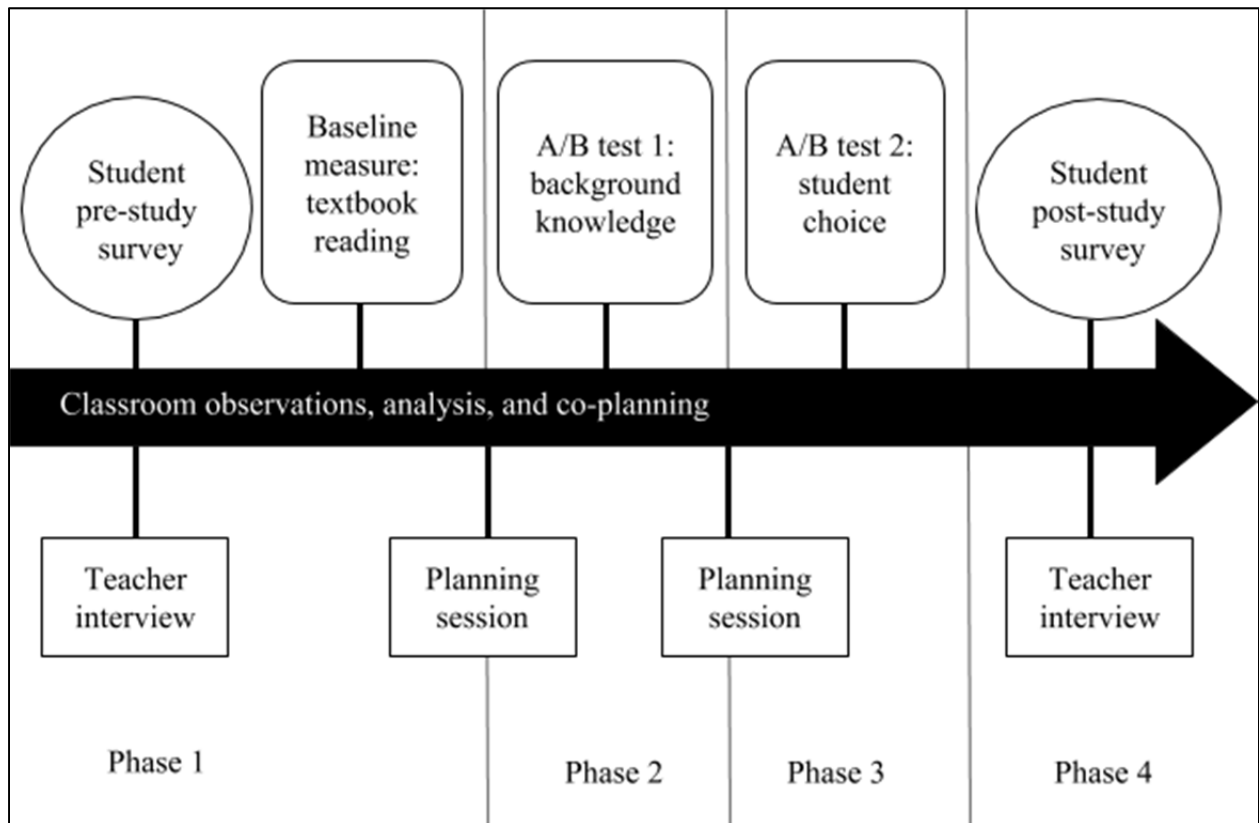 Student
pre-study
survey
Baseline
measure:
textbook
reading
A/B test 1:
background
knowledge
A/B test 2:
student
choice
Student
post-study
survey
Classroom observations, analysis, and co-planning
Teacher
interview
Planning
session
Planning
session
Teacher
interview
Phase 1
Phase 2
Phase 3
Phase 4